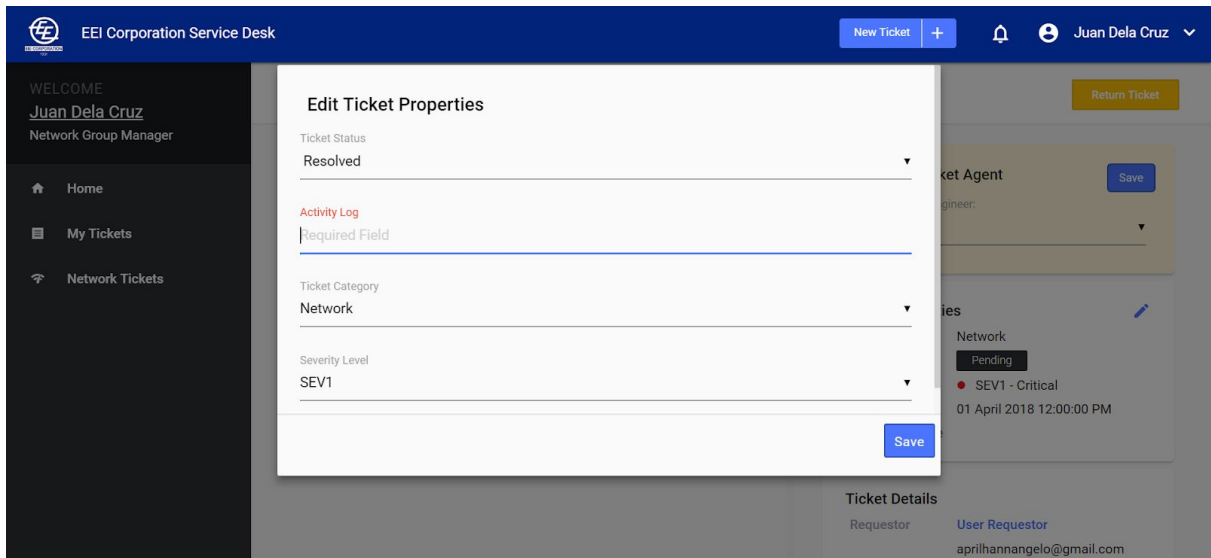 EEI Corporation Service Desk
New Ticket +
Juan Dela Cruz
EEI CORPORATION
WELCOME
Juan Dela Cruz
Network Group Manager
Home
My Tickets
Network Tickets
Edit Ticket Properties
Ticket Status
Resolved
Activity Log
Required Field
Ticket Category
Network
Severity Level
SEV1
Save
Return Ticket
ket Agent
Save
gineer:
ies
Network
Pending
SEV1 - Critical
01 April 2018 12:00:00 PM
Ticket Details
Requestor User Requestor
aprilhannangelo@gmail.com